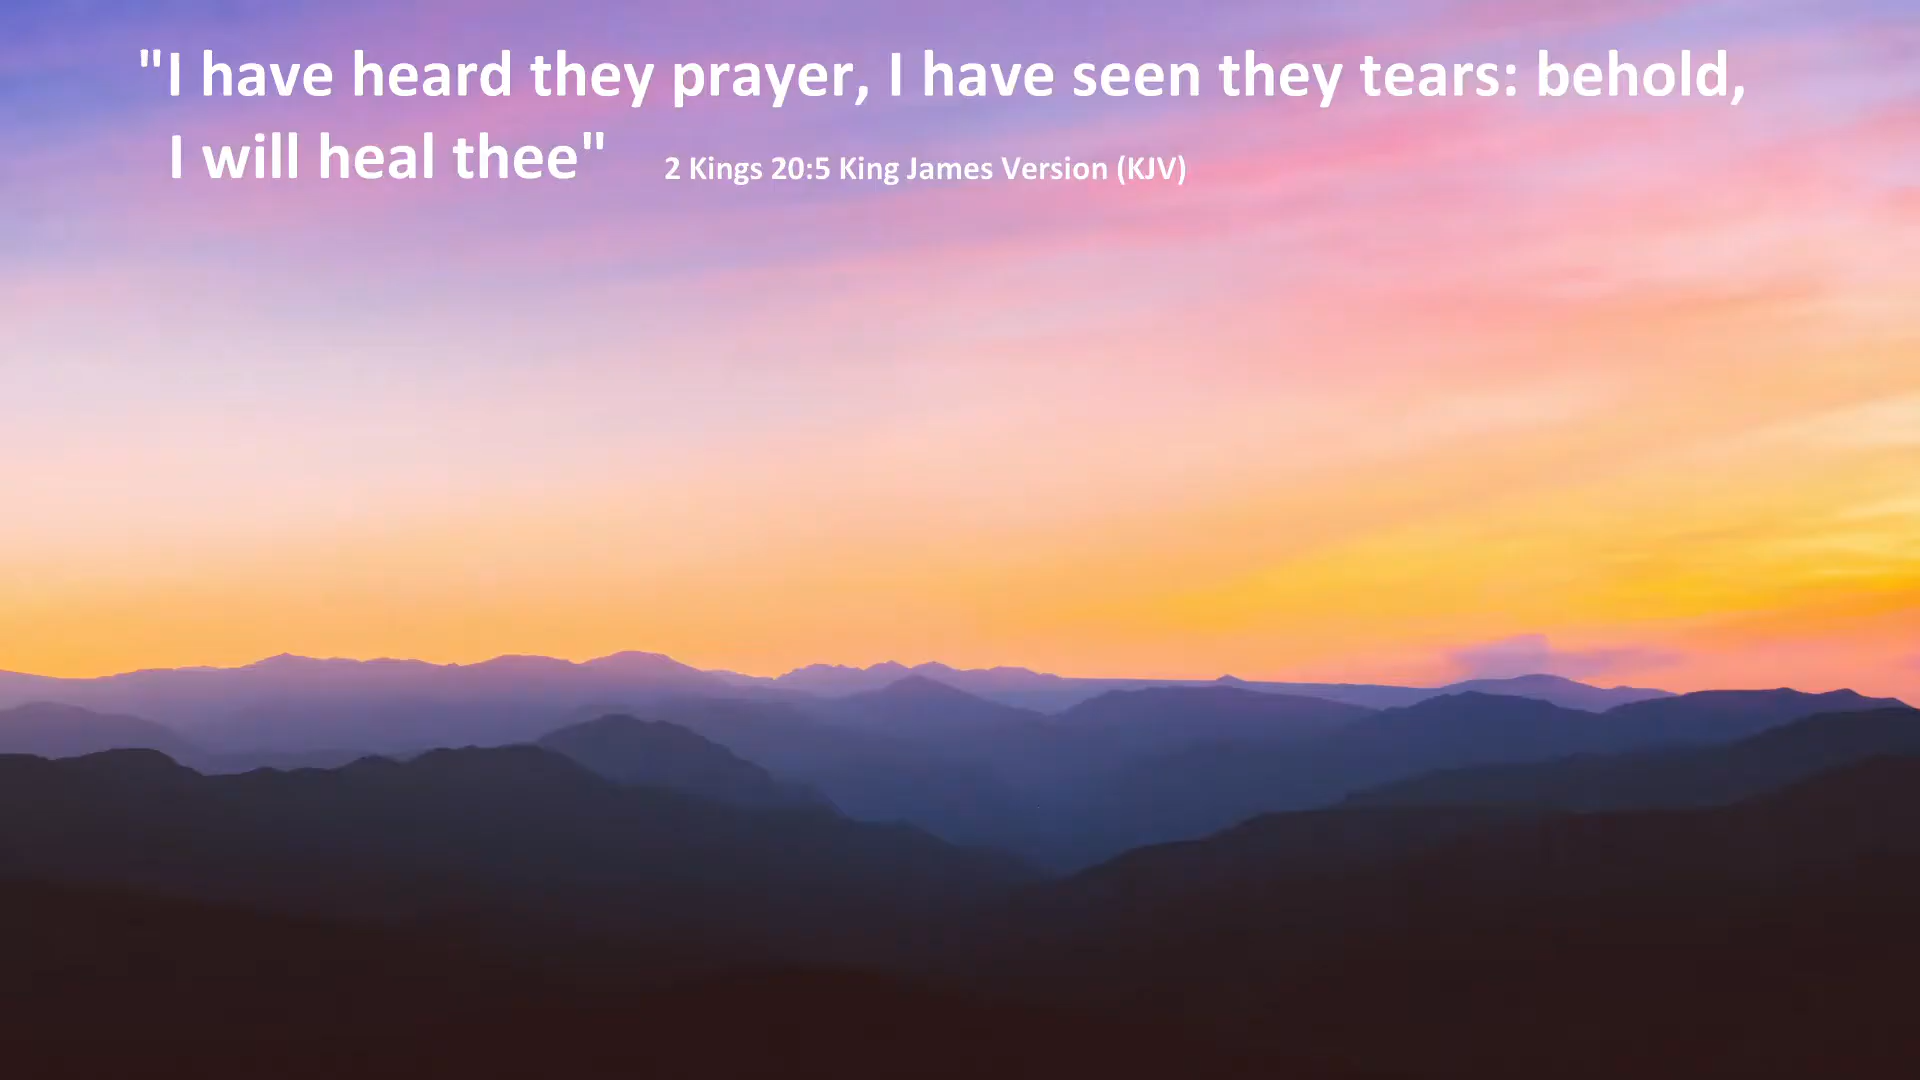 "I have heard they prayer, I have seen they tears: behold,
I will heal thee" 2 Kings 20:5 King James Version (KJV)